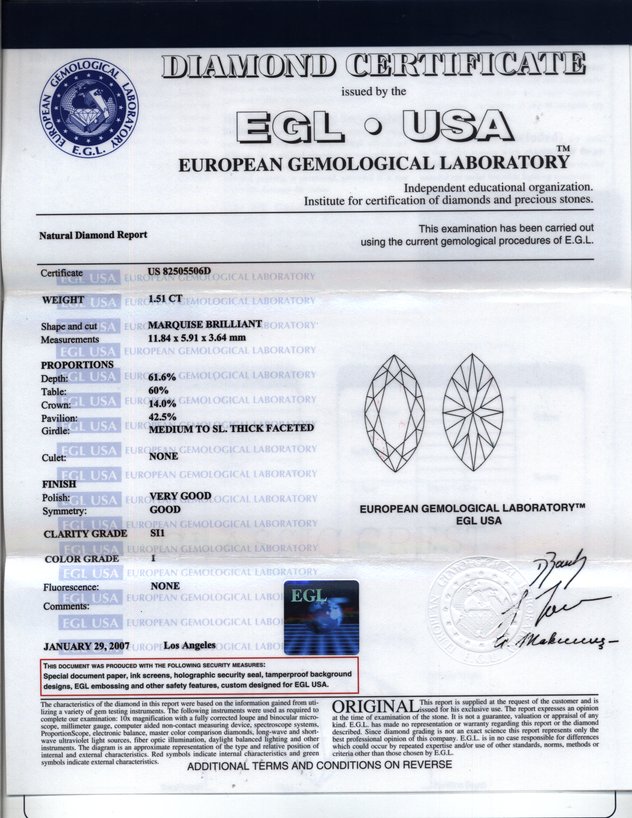 EUROPEAN GEMOLOGICAL LABORATORY
E.G.L.
DIAMOND CERTIFICATE
issued by the
EGL • USA
EUROPEAN GEMOLOGICAL LABORATORY™
Independent educational organization.
Institute for certification of diamonds and precious stones.
Natural Diamond Report
This examination has been carried out
using the current gemological procedures of E.G.L.
Certificate US 82505506D
WEIGHT 1.51 CT
Shape and cut MARQUISE BRILLIANT
Measurements 11.84 x 5.91 x 3.64 mm
PROPORTIONS
Depth: 61.6%
Table: 60%
Crown: 14.0%
Pavilion: 42.5%
Girdle: MEDIUM TO SL. THICK FACETED
Culet: NONE
FINISH
Polish: VERY GOOD
Symmetry: GOOD
CLARITY GRADE SI1
COLOR GRADE I
Fluorescence: NONE
Comments:
JANUARY 29, 2007 Los Angeles
EUROPEAN GEMOLOGICAL LABORATORY™
EGL USA
EGL
THIS DOCUMENT WAS PRODUCED WITH THE FOLLOWING SECURITY MEASURES:
Special document paper, ink screens, holographic security seal, tamperproof background
designs, EGL embossing and other safety features, custom designed for EGL USA.
The characteristics of the diamond in this report were based on the information gained from uti-
lizing a variety of gem testing instruments. The following instruments were used or required to
complete our examination: 10x magnification with a fully corrected loupe and binocular micro-
scope, millimeter gauge, computer aided non-contact measuring device, spectroscope systems,
ProportionScope, electronic balance, master color comparison diamonds, long-wave and short-
wave ultraviolet light sources, fiber optic illumination, daylight balanced lighting and other
instruments. The diagram is an approximate representation of the type and relative position of
internal and external characteristics. Red symbols indicate internal characteristics and green
symbols indicate external characteristics.
ORIGINAL This report is supplied at the request of the customer and is
issued for his exclusive use. The report expresses an opinion
at the time of examination of the stone. It is not a guarantee, valuation or appraisal of any
kind. E.G.L. has made no warranty or warranty regarding this report or the diamond
described. Since diamond grading is not an exact science this report represents only the
best professional opinion of this company. E.G.L. is in no case responsible for differences
which could occur by repeated expertise and/or use of other standards, norms, methods or
criteria other than those chosen by E.G.L.
ADDITIONAL TERMS AND CONDITIONS ON REVERSE